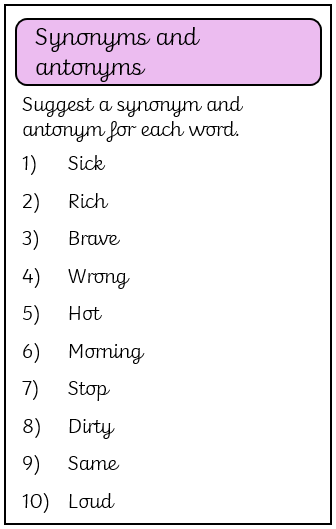 Synonyms and
antonyms
Suggest a synonym and
antonym for each word.
1) Sick
2) Rich
3) Brave
4) Wrong
5) Hot
6) Morning
7) Stop
8) Dirty
9) Same
10) Loud